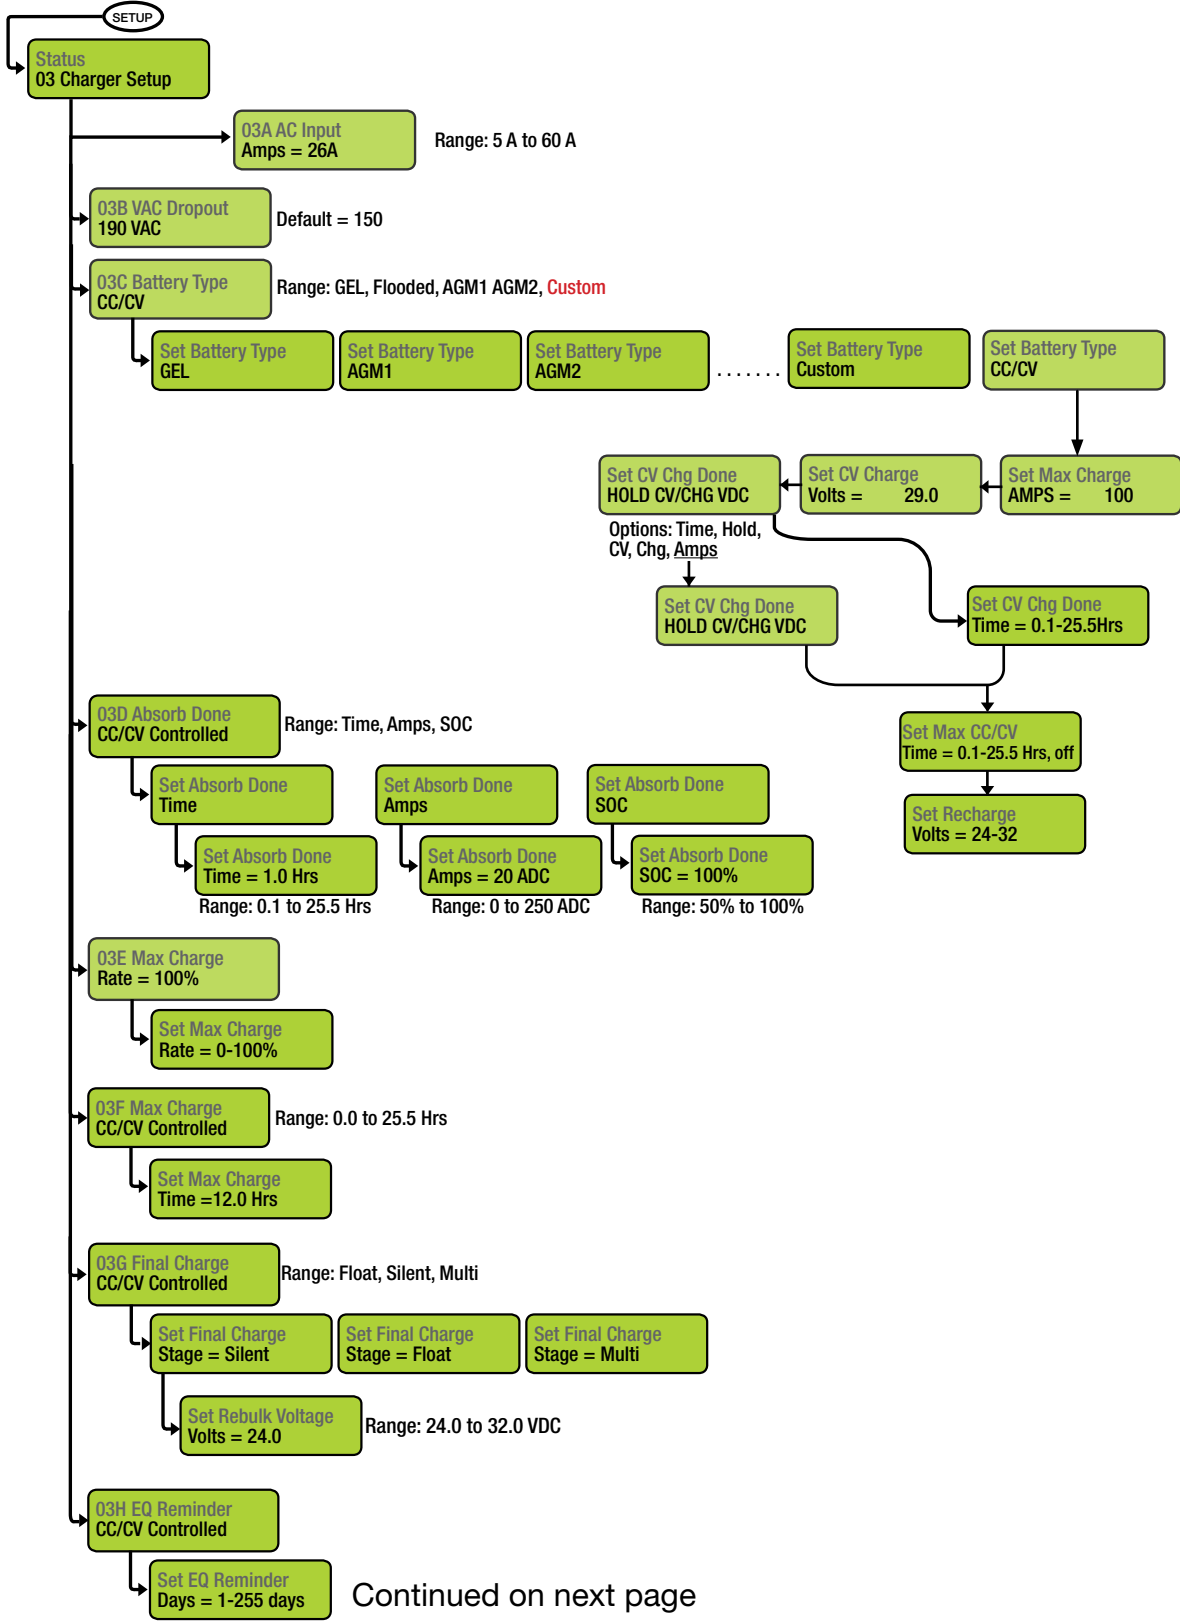 SETUP
Status
03 Charger Setup
03A AC Input
Amps = 26A
Range: 5 A to 60 A
03B VAC Dropout
190 VAC
Default = 150
03C Battery Type
CC/CV
Range: GEL, Flooded, AGM1 AGM2, Custom
Set Battery Type
GEL
Set Battery Type
AGM1
Set Battery Type
AGM2
.......
Set Battery Type
Custom
Set Battery Type
CC/CV
Set CV Chg Done
HOLD CV/CHG VDC
Set CV Charge
Volts = 29.0
Set Max Charge
AMPS = 100
Options: Time, Hold,
CV, Chg, Amps
Set CV Chg Done
HOLD CV/CHG VDC
Set CV Chg Done
Time = 0.1-25.5Hrs
Set Max CC/CV
Time = 0.1-25.5 Hrs, off
Set Recharge
Volts = 24-32
03D Absorb Done
CC/CV Controlled
Range: Time, Amps, SOC
Set Absorb Done
Time
Set Absorb Done
Amps
Set Absorb Done
SOC
Set Absorb Done
Time = 1.0 Hrs
Set Absorb Done
Amps = 20 ADC
Set Absorb Done
SOC = 100%
Range: 0.1 to 25.5 Hrs
Range: 0 to 250 ADC
Range: 50% to 100%
03E Max Charge
Rate = 100%
Set Max Charge
Rate = 0-100%
03F Max Charge
CC/CV Controlled
Range: 0.0 to 25.5 Hrs
Set Max Charge
Time =12.0 Hrs
03G Final Charge
CC/CV Controlled
Range: Float, Silent, Multi
Set Final Charge
Stage = Silent
Set Final Charge
Stage = Float
Set Final Charge
Stage = Multi
Set Rebulk Voltage
Volts = 24.0
Range: 24.0 to 32.0 VDC
03H EQ Reminder
CC/CV Controlled
Set EQ Reminder
Days = 1-255 days
Continued on next page